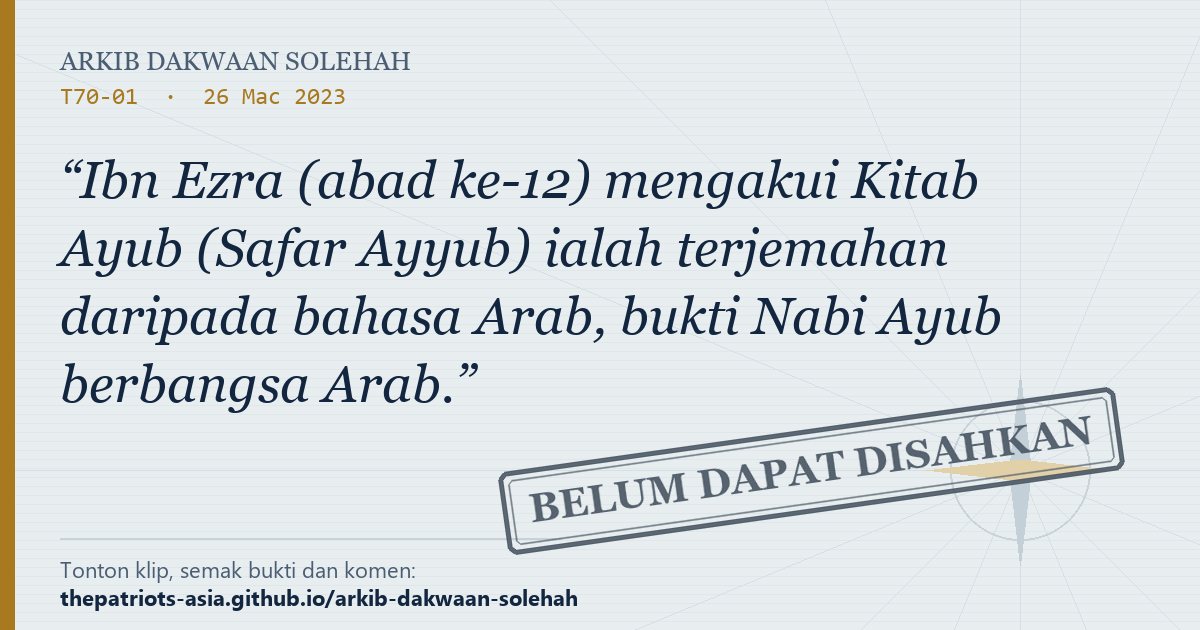 ARKIB DAKWAAN SOLEHAH
T70-01 · 26 Mac 2023
“Ibn Ezra (abad ke-12) mengakui Kitab
Ayub (Safar Ayyub) ialah terjemahan
daripada bahasa Arab, bukti Nabi Ayub
berbangsa Arab.”
BELUM DAPAT DISAHKAN
Tonton klip, semak bukti dan komen:
thepatriots-asia.github.io/arkib-dakwaan-solehah